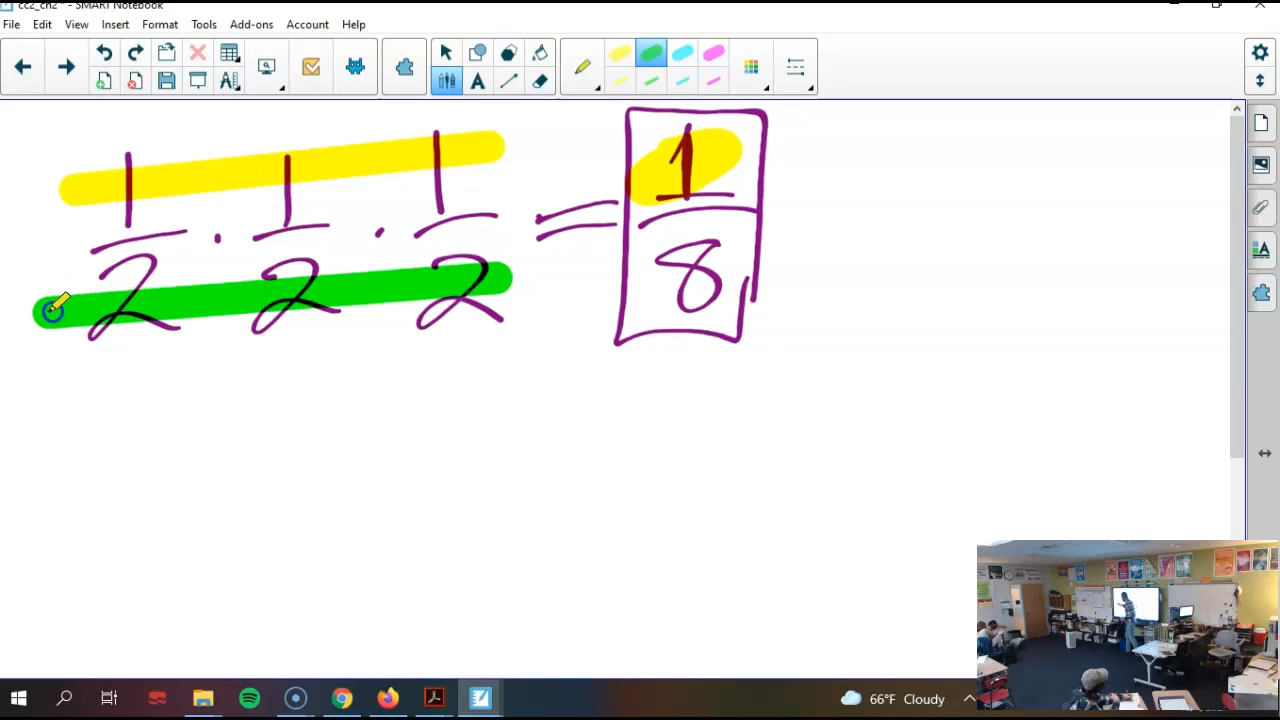 cc2_ch2 * - SMART Notebook
File Edit View Insert Format Tools Add-ons Account Help
1/2 · 1/2 · 1/2 = 1/8
66°F Cloudy